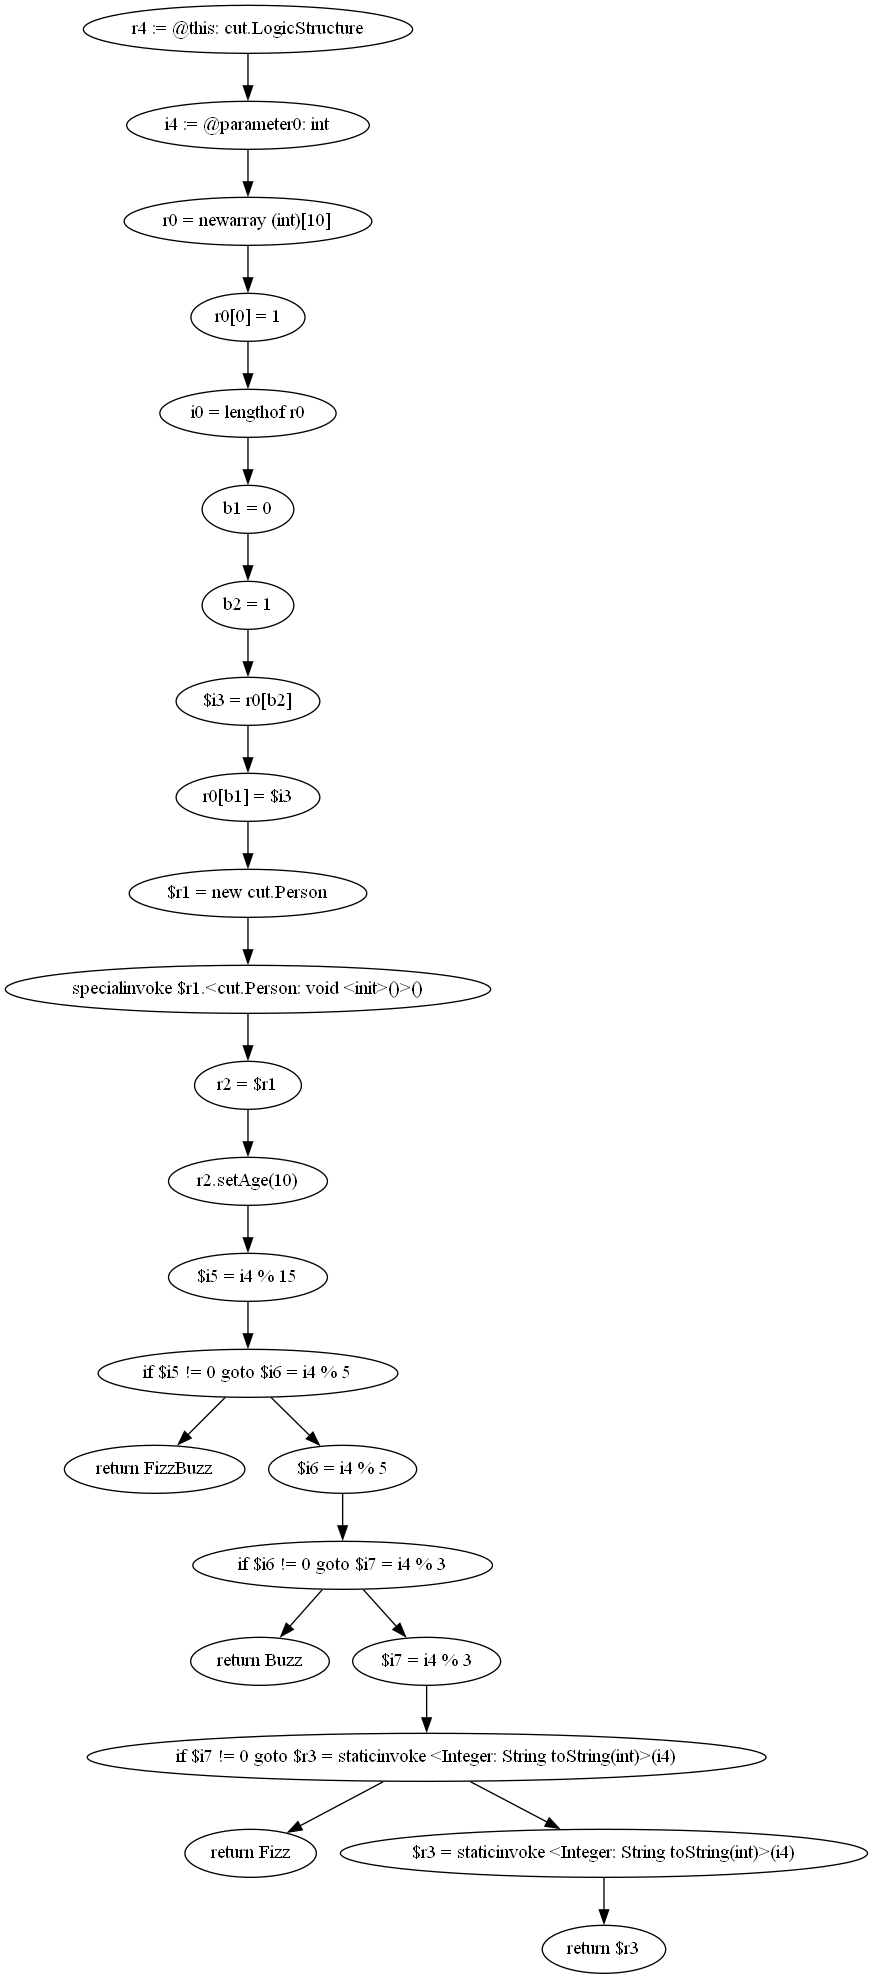 r4 := @this: cut.LogicStructure
i4 := @parameter0: int
r0 = newarray (int)[10]
r0[0] = 1
i0 = lengthof r0
b1 = 0
b2 = 1
$i3 = r0[b2]
r0[b1] = $i3
$r1 = new cut.Person
specialinvoke $r1.<cut.Person: void <init>()>()
r2 = $r1
r2.setAge(10)
$i5 = i4 % 15
if $i5 != 0 goto $i6 = i4 % 5
return FizzBuzz
$i6 = i4 % 5
if $i6 != 0 goto $i7 = i4 % 3
return Buzz
$i7 = i4 % 3
if $i7 != 0 goto $r3 = staticinvoke <Integer: String toString(int)>(i4)
return Fizz
$r3 = staticinvoke <Integer: String toString(int)>(i4)
return $r3